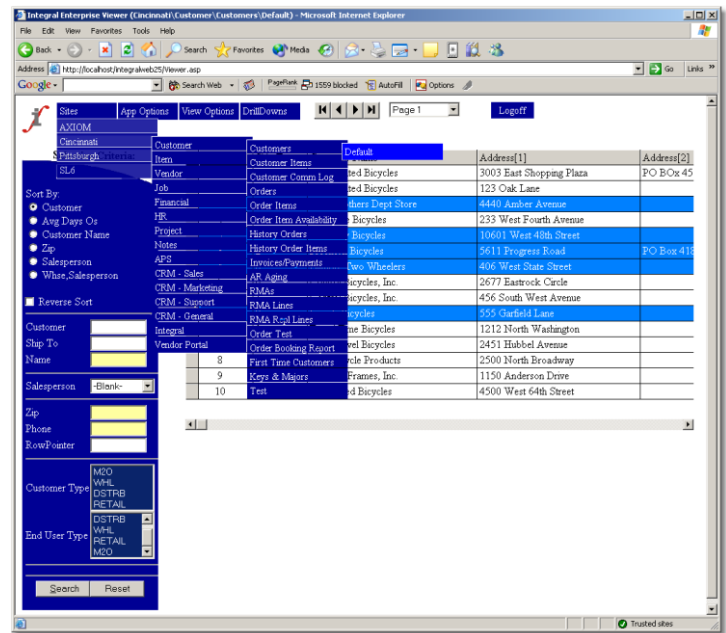 Integral Enterprise Viewer (Cincinnati\Customer\Customers\Default) - Microsoft Internet Explorer
File Edit View Favorites Tools Help
Back Search Favorites Media
Address http://localhost/integralweb25/Viewer.asp Go Links »
Google Search Web PageRank 1559 blocked AutoFill Options
Sites App Options View Options DrillDowns Page 1 Logoff
AXIOM
Cincinnati
Pittsburgh
SL6
Customer
Item
Vendor
Job
Financial
HR
Project
Notes
APS
CRM - Sales
CRM - Marketing
CRM - Support
CRM - General
Integral
Vendor Portal
Customers
Customer Items
Customer Comm Log
Orders
Order Items
Order Item Availability
History Orders
History Order Items
Invoices/Payments
AR Aging
RMAs
RMA Lines
RMA Repl Lines
Order Test
Order Booking Report
First Time Customers
Keys & Majors
Test
Default
Sort By:
Customer
Avg Days Os
Customer Name
Zip
Salesperson
Whse,Salesperson
Reverse Sort
Customer
Ship To
Name
Salesperson -Blank-
Zip
Phone
RowPointer
Customer Type
M2O
WHL
DSTRB
RETAIL
End User Type
DSTRB
WHL
RETAIL
M2O
Search Reset
Address[1] Address[2]
ted Bicycles 3003 East Shopping Plaza PO BOx 45
ted Bicycles 123 Oak Lane
thers Dept Store 4440 Amber Avenue
Bicycles 233 West Fourth Avenue
Bicycles 10601 West 48th Street
Bicycles 5611 Progress Road PO Box 418
Two Wheelers 406 West State Street
icycles, Inc. 2677 Eastrock Circle
icycles, Inc. 456 South West Avenue
icycles 555 Garfield Lane
me Bicycles 1212 North Washington
vel Bicycles 2451 Hubbel Avenue
8 ycle Products 2500 North Broadway
9 Frames, Inc. 1150 Anderson Drive
10 d Bicycles 4500 West 64th Street
Trusted sites